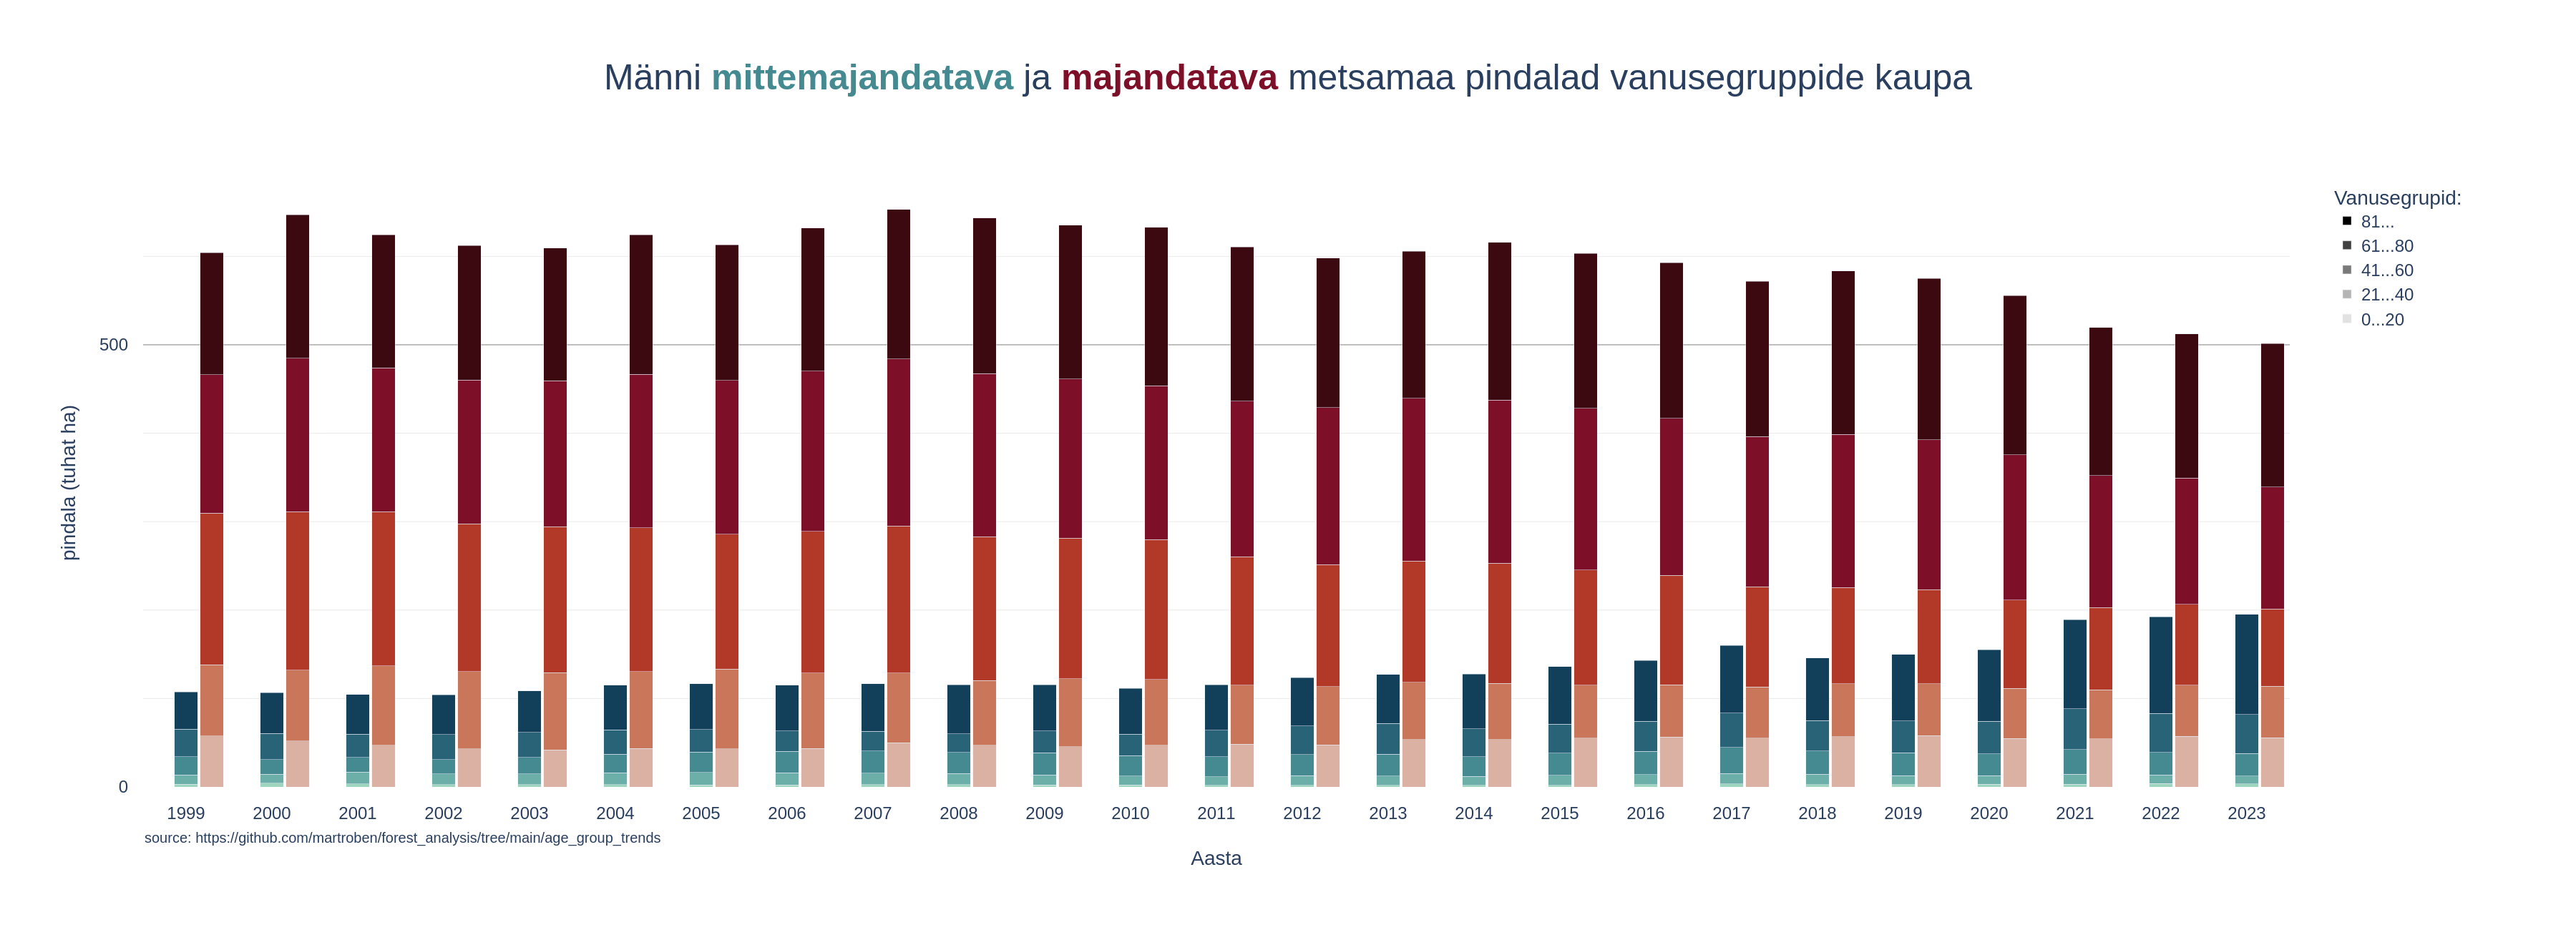 Männi mittemajandatava ja majandatava metsamaa pindalad vanusegruppide kaupa
Vanusegrupid:
81...
61...80
41...60
21...40
0...20
pindala (tuhat ha)
500
0
1999 2000 2001 2002 2003 2004 2005 2006 2007 2008 2009 2010 2011 2012 2013 2014 2015 2016 2017 2018 2019 2020 2021 2022 2023
source: https://github.com/martroben/forest_analysis/tree/main/age_group_trends
Aasta